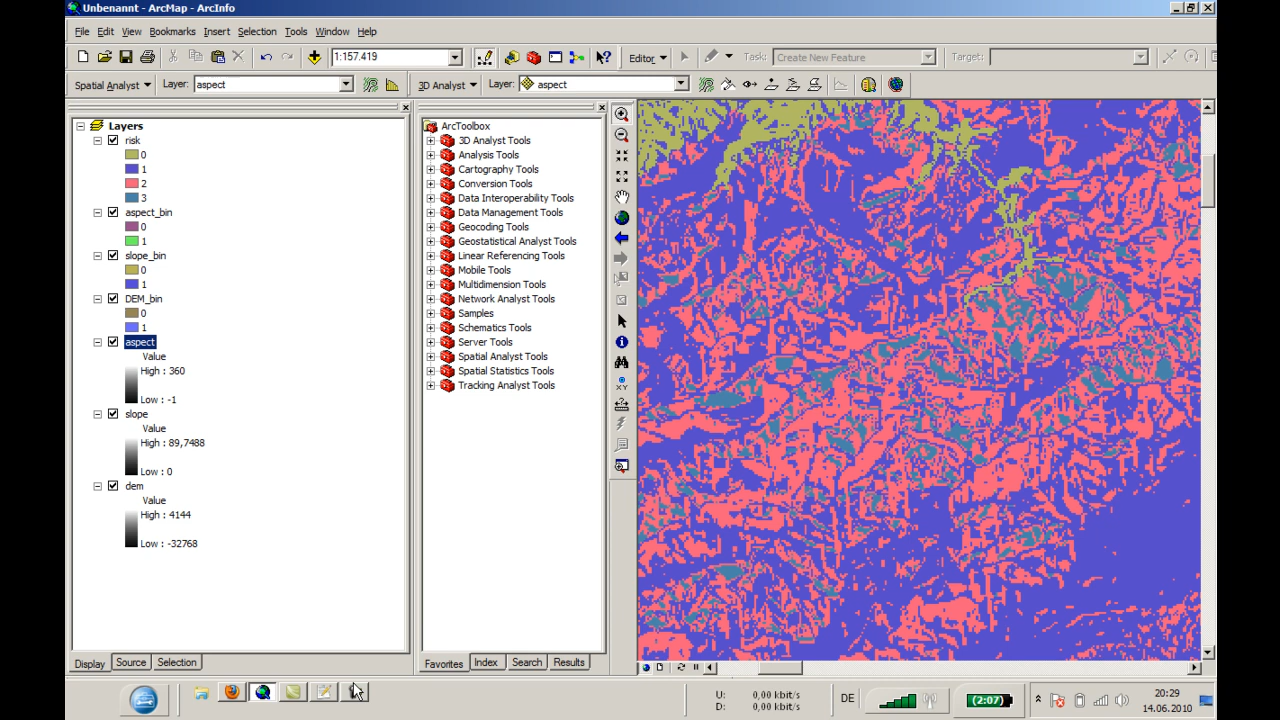 Unbenannt - ArcMap - ArcInfo
File Edit View Bookmarks Insert Selection Tools Window Help
1:157.419 Editor Task: Create New Feature Target:
Spatial Analyst Layer: aspect 3D Analyst Layer: aspect
Layers
risk
0
1
2
3
aspect_bin
0
1
slope_bin
0
1
DEM_bin
0
1
aspect
Value
High : 360
Low : -1
slope
Value
High : 89,7488
Low : 0
dem
Value
High : 4144
Low : -32768
Display Source Selection
ArcToolbox
3D Analyst Tools
Analysis Tools
Cartography Tools
Conversion Tools
Data Interoperability Tools
Data Management Tools
Geocoding Tools
Geostatistical Analyst Tools
Linear Referencing Tools
Mobile Tools
Multidimension Tools
Network Analyst Tools
Samples
Schematics Tools
Server Tools
Spatial Analyst Tools
Spatial Statistics Tools
Tracking Analyst Tools
Favorites Index Search Results
XY
U: 0,00 kbit/s
D: 0,00 kbit/s
DE
(2:07)
20:29
14.06.2010